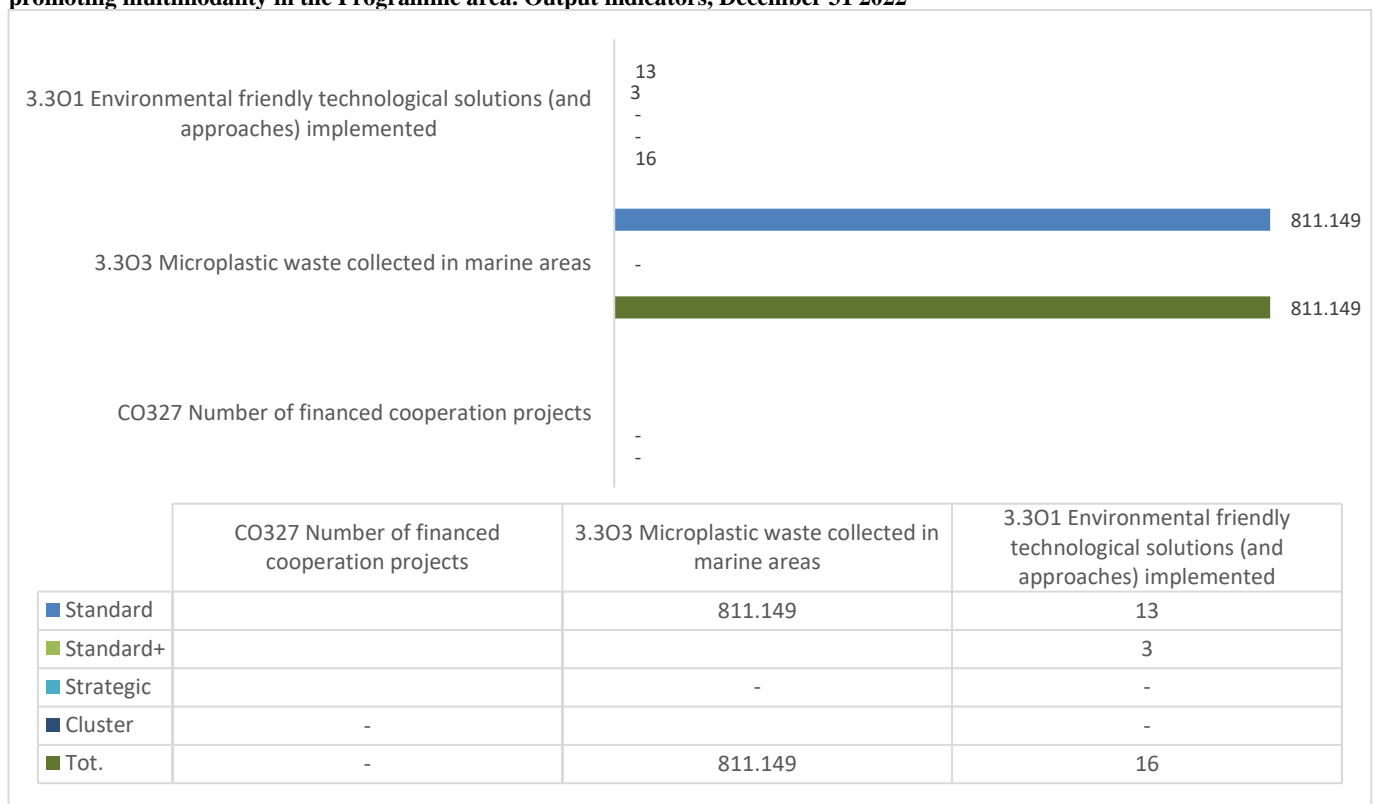 promoting multimodality in the Programme area: Output indicators, December 31 2022
3.3O1 Environmental friendly technological solutions (and
approaches) implemented
13
3
-
-
16
3.3O3 Microplastic waste collected in marine areas
811.149
-
811.149
CO327 Number of financed cooperation projects
-
-
CO327 Number of financed
cooperation projects
3.3O3 Microplastic waste collected in
marine areas
3.3O1 Environmental friendly
technological solutions (and
approaches) implemented
Standard 811.149 13
Standard+ 3
Strategic - -
Cluster - -
Tot. - 811.149 16